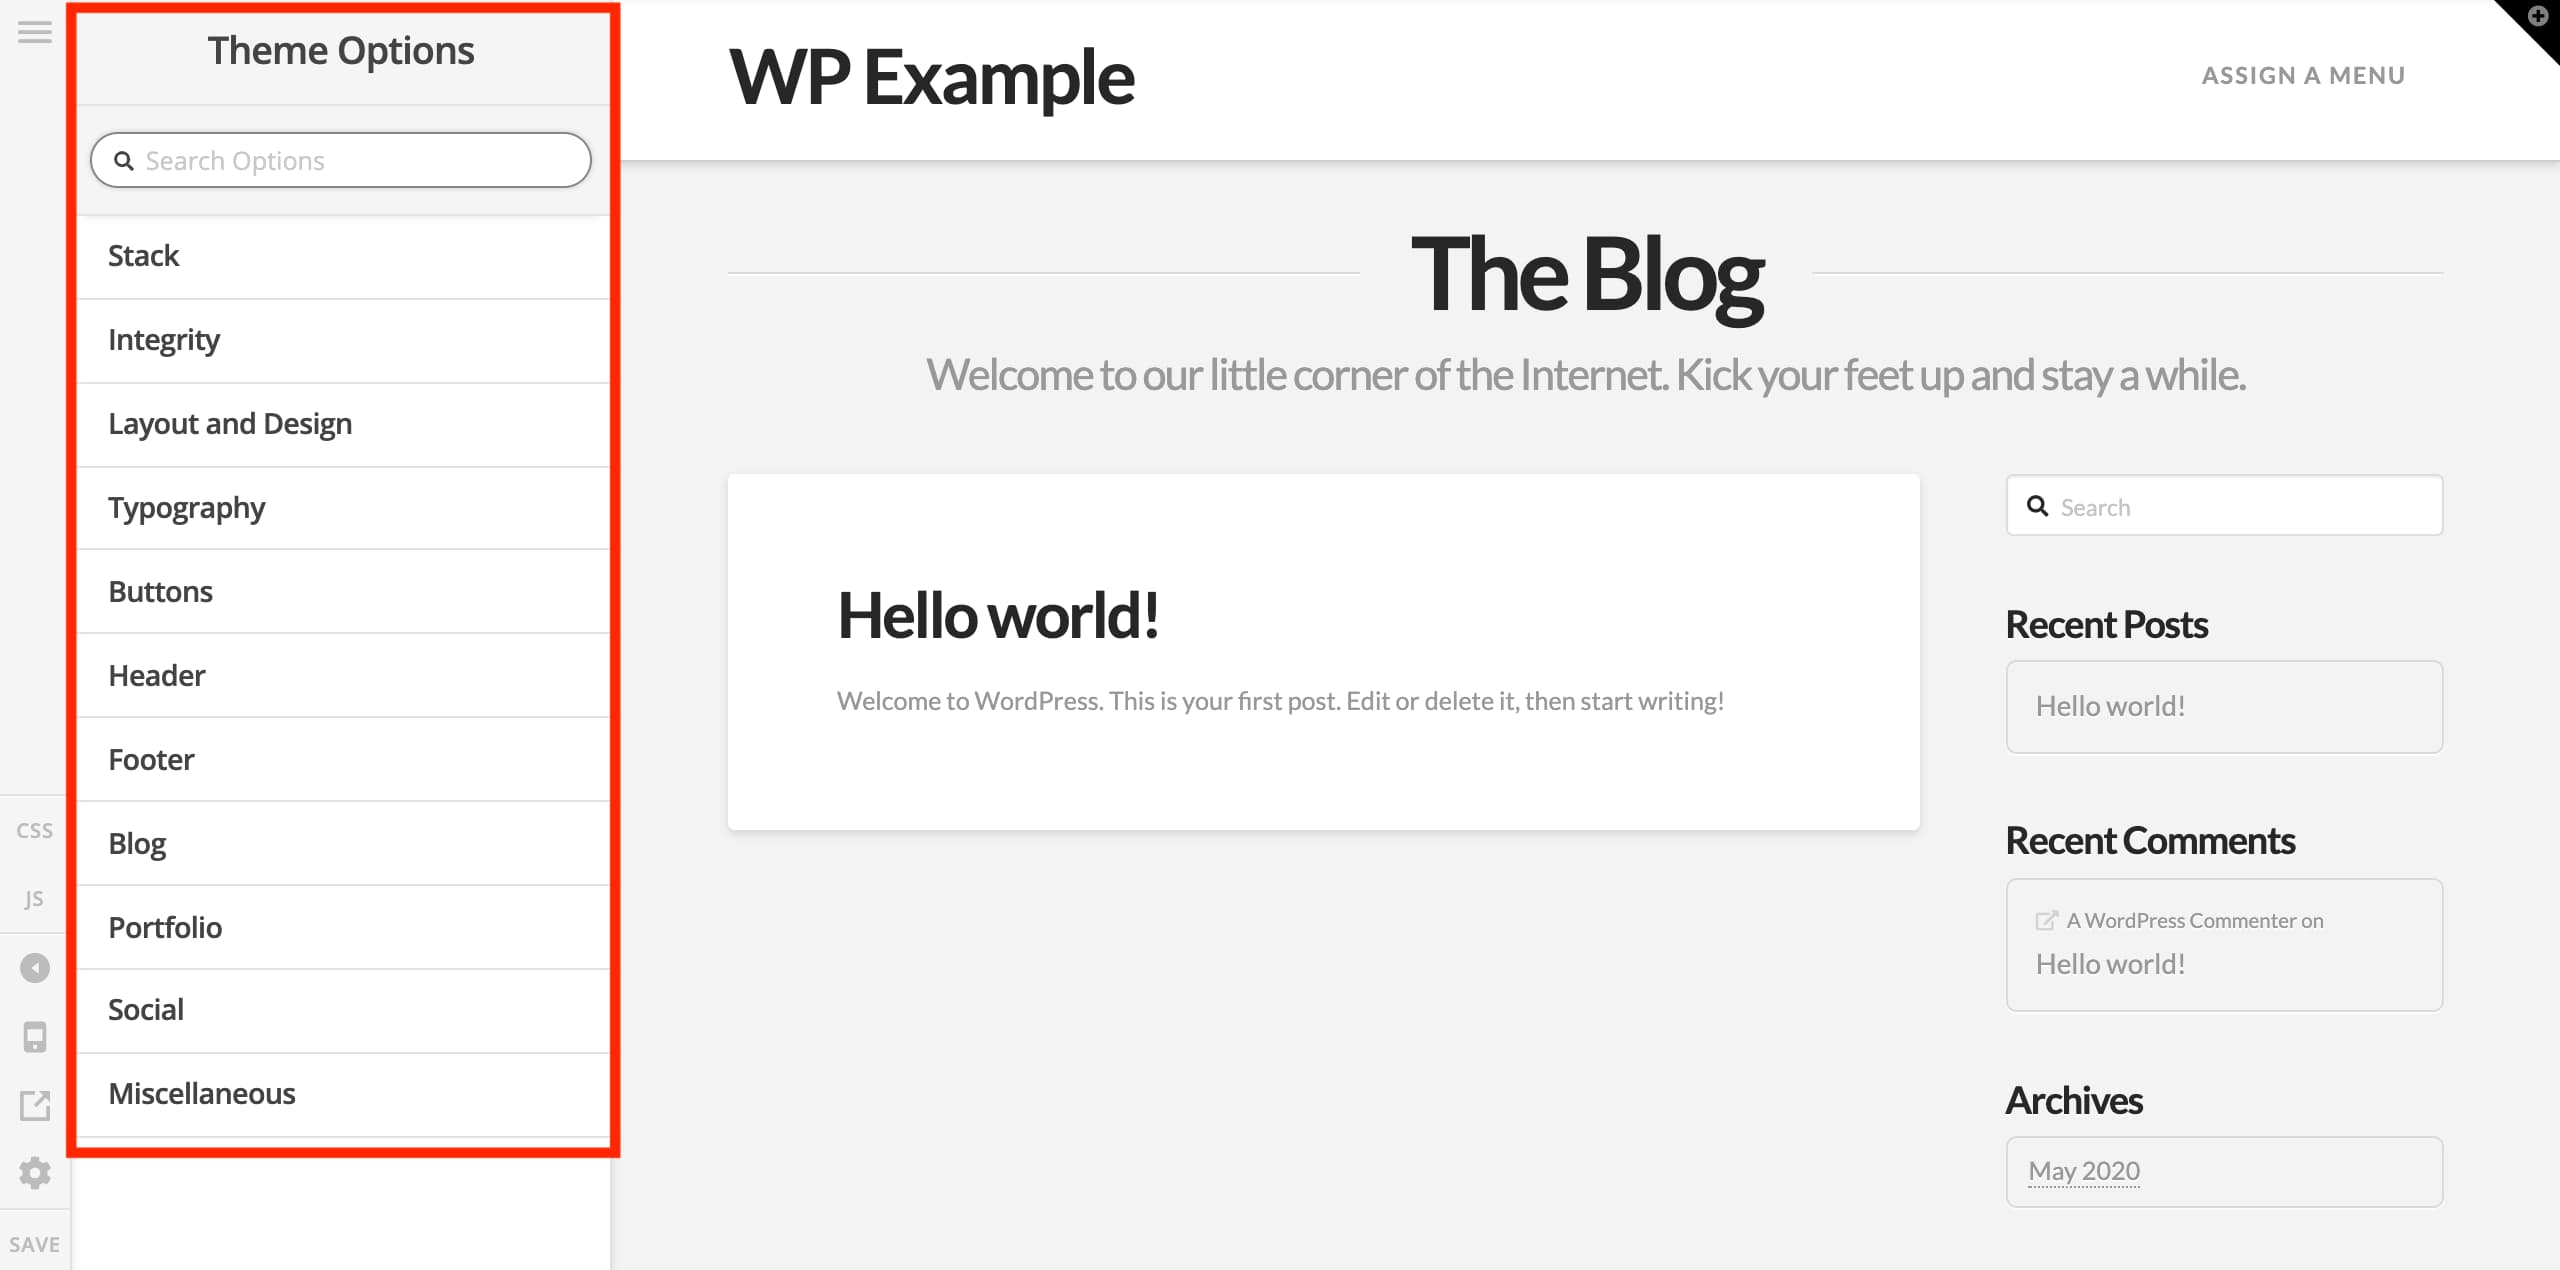 Theme Options
Search Options
Stack
Integrity
Layout and Design
Typography
Buttons
Header
Footer
Blog
Portfolio
Social
Miscellaneous
CSS
JS
SAVE
WP Example
ASSIGN A MENU
The Blog
Welcome to our little corner of the Internet. Kick your feet up and stay a while.
Hello world!
Welcome to WordPress. This is your first post. Edit or delete it, then start writing!
Search
Recent Posts
Hello world!
Recent Comments
A WordPress Commenter on
Hello world!
Archives
May 2020